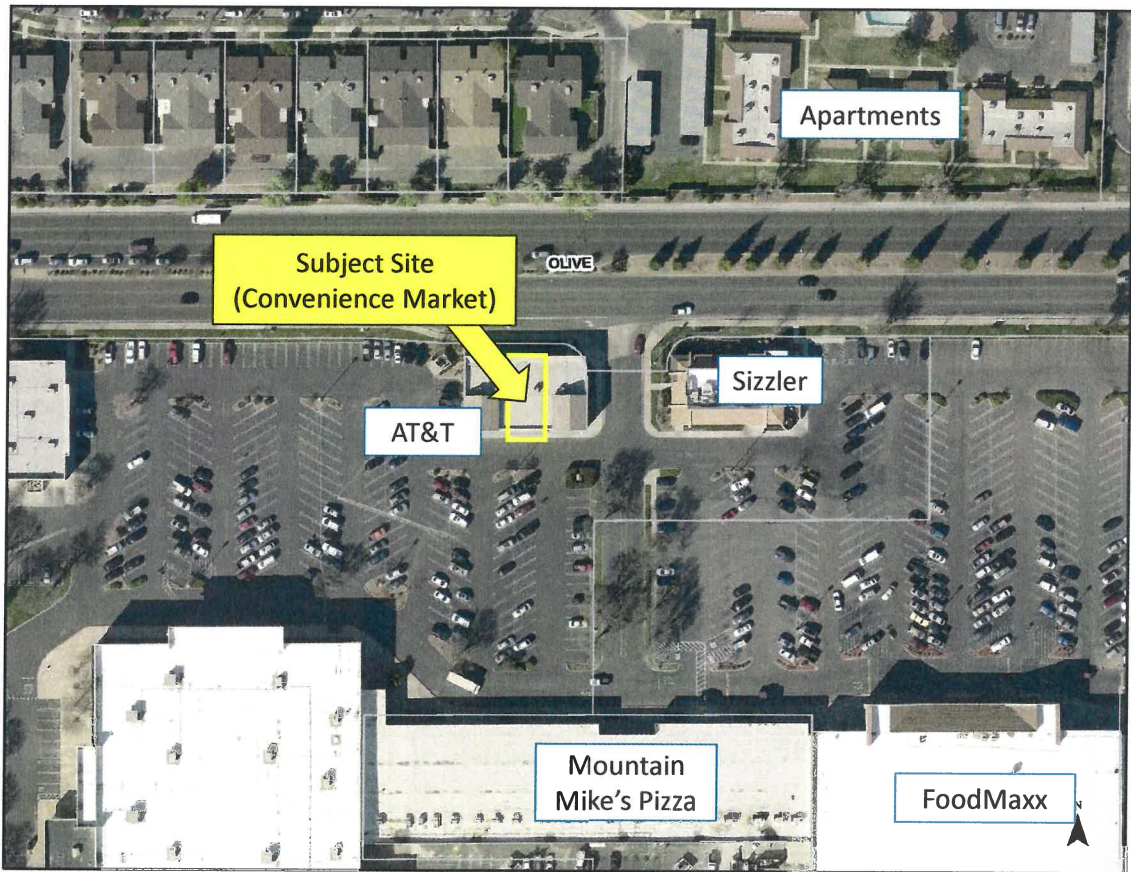 Apartments
Subject Site
(Convenience Market)
OLIVE
Sizzler
AT&T
Mountain
Mike's Pizza
FoodMaxx
N